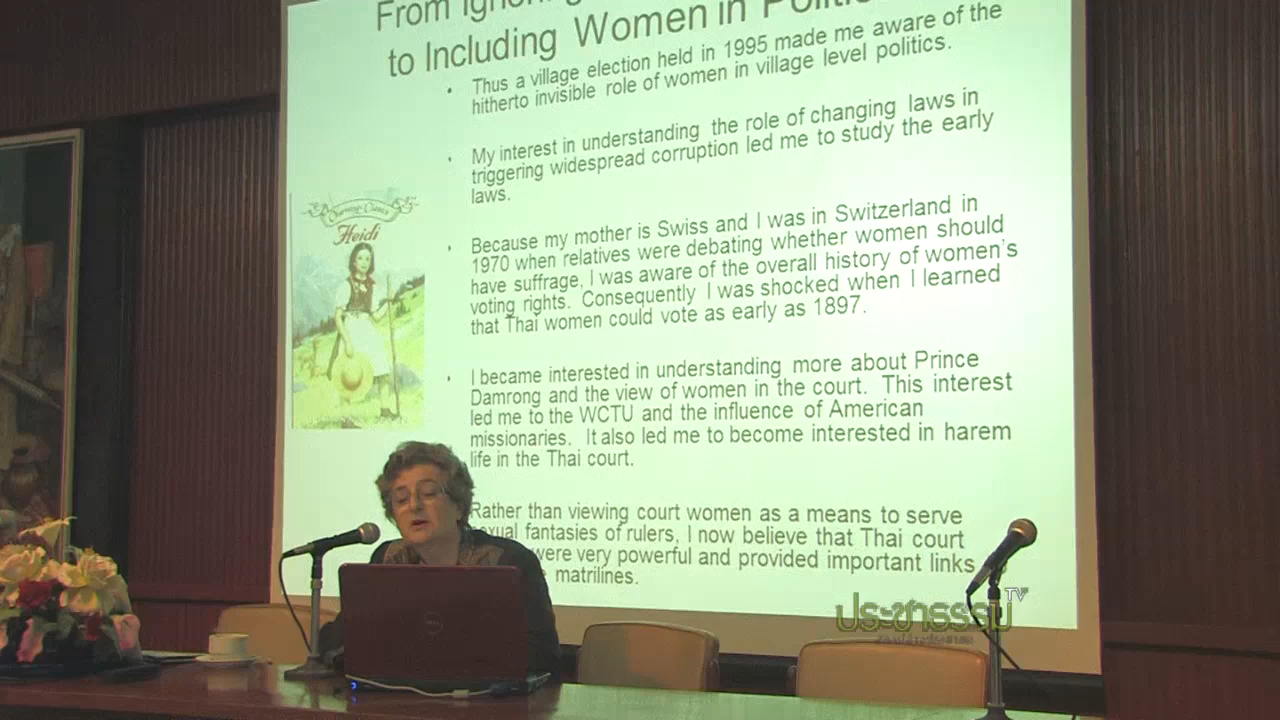 From Ignoring
to Including Women in Politic
• Thus a village election held in 1995 made me aware of the
hitherto invisible role of women in village level politics.
• My interest in understanding the role of changing laws in
triggering widespread corruption led me to study the early
laws.
• Because my mother is Swiss and I was in Switzerland in
1970 when relatives were debating whether women should
have suffrage, I was aware of the overall history of women's
voting rights. Consequently I was shocked when I learned
that Thai women could vote as early as 1897.
• I became interested in understanding more about Prince
Damrong and the view of women in the court. This interest
led me to the WCTU and the influence of American
missionaries. It also led me to become interested in harem
life in the Thai court.
Rather than viewing court women as a means to serve
xual fantasies of rulers, I now believe that Thai court
were very powerful and provided important links
matrilines.
Heidi
ประชาธรรม TV